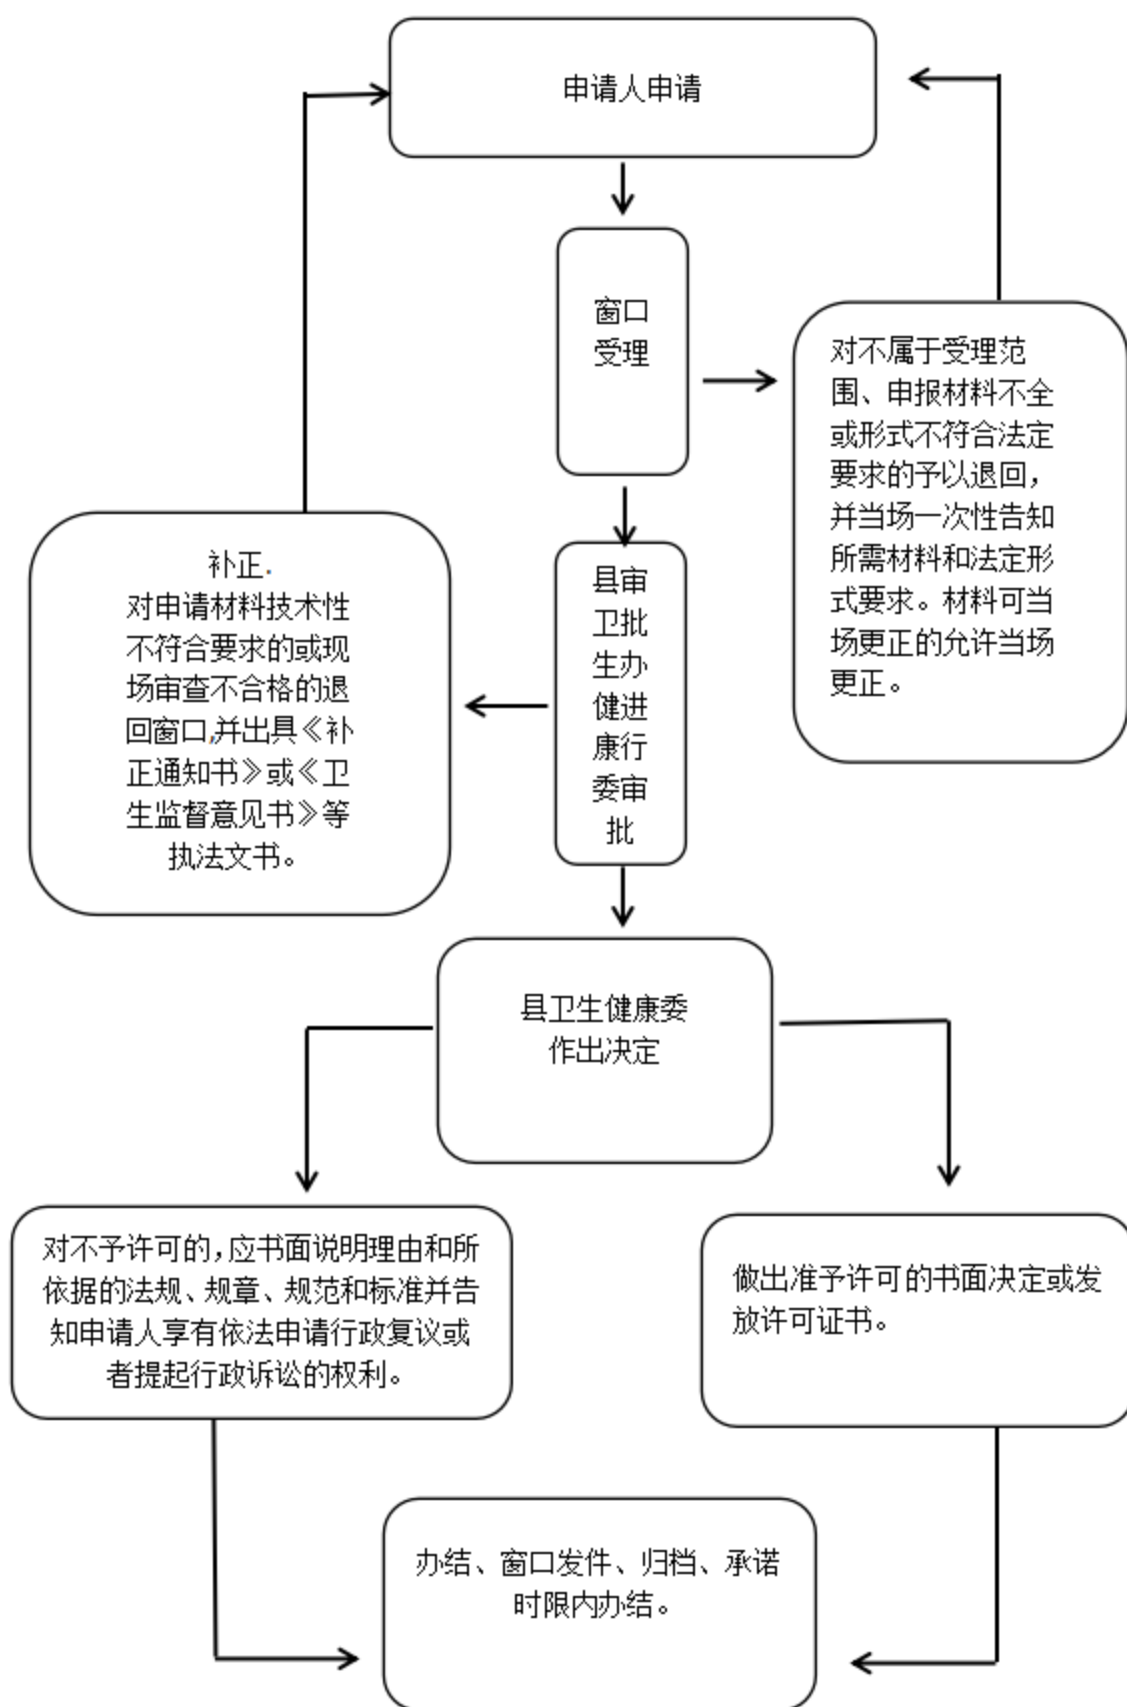 申请人申请
窗口
受理
对不属于受理范
围、申报材料不全
或形式不符合法定
要求的予以退回，
并当场一次性告知
所需材料和法定形
式要求。材料可当
场更正的允许当场
更正。
补正.
对申请材料技术性
不符合要求的或现
场审查不合格的退
回窗口,并出具《补
正通知书》或《卫
生监督意见书》等
执法文书。
县审
卫批
生办
健进
康行
委审
批
县卫生健康委
作出决定
对不予许可的，应书面说明理由和所
依据的法规、规章、规范和标准并告
知申请人享有依法申请行政复议或
者提起行政诉讼的权利。
做出准予许可的书面决定或发
放许可证书。
办结、窗口发件、归档、承诺
时限内办结。